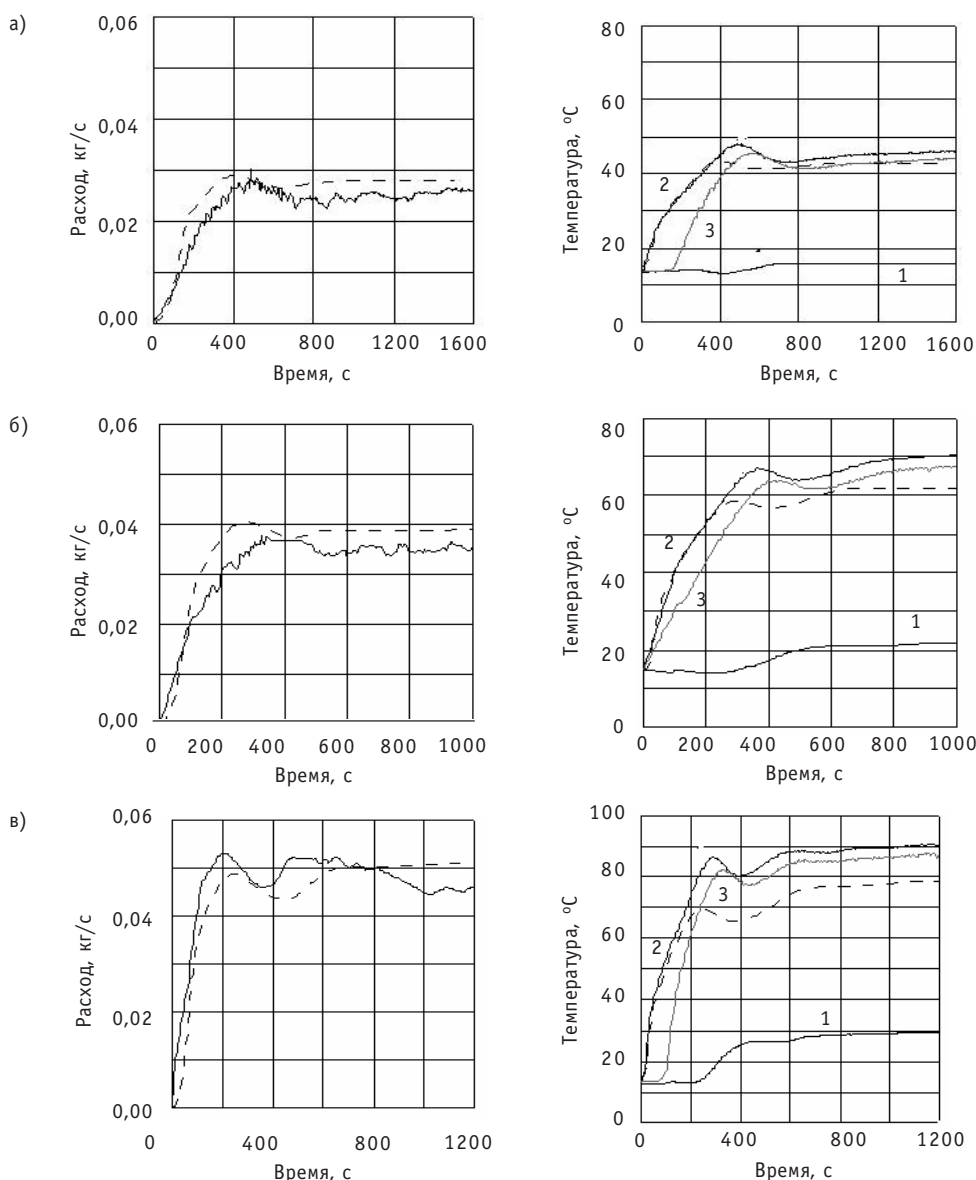 а)
0,06
0,04
0,02
0,00
Расход, кг/с
0 400 800 1200 1600
Время, с
80
60
40
20
0
Температура, °С
2
3
1
0 400 800 1200 1600
Время, с
б)
0,06
0,04
0,02
0,00
Расход, кг/с
0 200 400 600 800 1000
Время, с
80
60
40
20
0
Температура, °С
2
3
1
0 200 400 600 800 1000
Время, с
в)
0,06
0,04
0,02
0,00
Расход, кг/с
0 400 800 1200
Время, с
100
80
60
40
20
0
Температура, °С
2
3
1
0 400 800 1200
Время, с